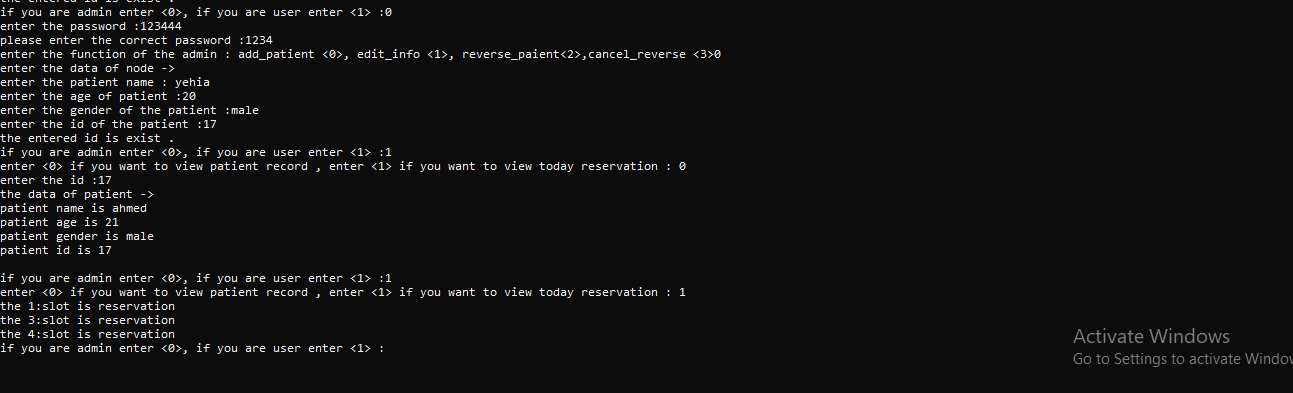 the entered id is exist .
if you are admin enter <0>, if you are user enter <1> :0
enter the password :123444
please enter the correct password :1234
enter the function of the admin : add_patient <0>, edit_info <1>, reverse_paient<2>,cancel_reverse <3>0
enter the data of node ->
enter the patient name : yehia
enter the age of patient :20
enter the gender of the patient :male
enter the id of the patient :17
the entered id is exist .
if you are admin enter <0>, if you are user enter <1> :1
enter <0> if you want to view patient record , enter <1> if you want to view today reservation : 0
enter the id :17
the data of patient ->
patient name is ahmed
patient age is 21
patient gender is male
patient id is 17
if you are admin enter <0>, if you are user enter <1> :1
enter <0> if you want to view patient record , enter <1> if you want to view today reservation : 1
the 1:slot is reservation
the 3:slot is reservation
the 4:slot is reservation
if you are admin enter <0>, if you are user enter <1> :
Activate Windows
Go to Settings to activate Window